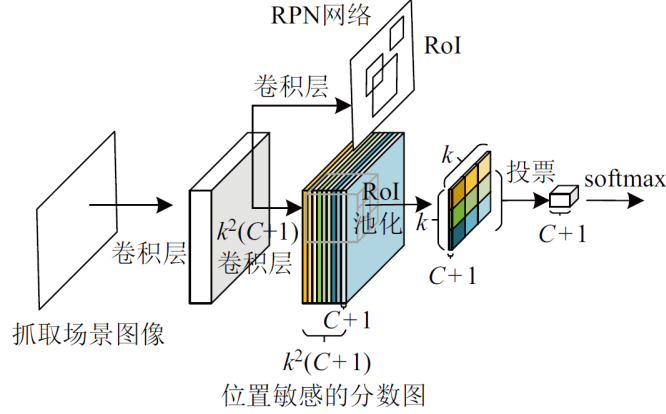 RPN网络
RoI
卷积层
卷积层
k²(C+1)
卷积层
RoI
池化
k
k
投票
softmax
C+1
C+1
C+1
k²(C+1)
抓取场景图像
位置敏感的分数图